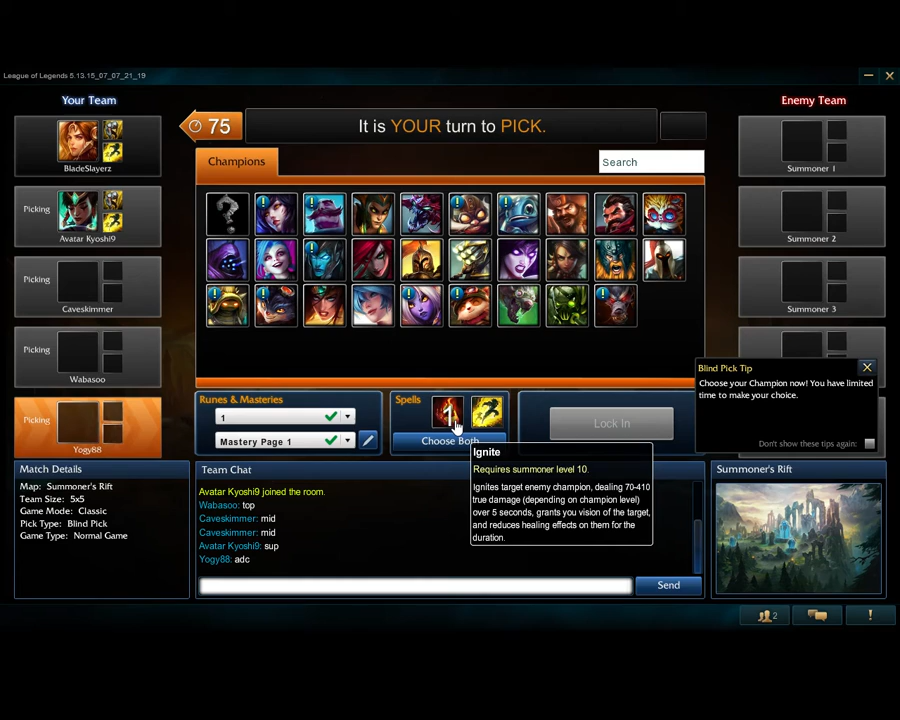 League of Legends 5.13.15_07_07_21_19
Your Team
Enemy Team
75
It is YOUR turn to PICK.
Champions
Search
BladeSlayerz
Picking
Avatar Kyoshi9
Picking
Caveskimmer
Picking
Wabasoo
Picking
Yogy88
Summoner 1
Summoner 2
Summoner 3
Blind Pick Tip
Choose your Champion now! You have limited
time to make your choice.
Don't show these tips again:
Runes & Masteries
1
Mastery Page 1
Spells
1
Choose Both
Lock In
Ignite
Requires summoner level 10.
Ignites target enemy champion, dealing 70-410
true damage (depending on champion level)
over 5 seconds, grants you vision of the target,
and reduces healing effects on them for the
duration.
Match Details
Map: Summoner's Rift
Team Size: 5x5
Game Mode: Classic
Pick Type: Blind Pick
Game Type: Normal Game
Team Chat
Avatar Kyoshi9 joined the room.
Wabasoo: top
Caveskimmer: mid
Caveskimmer: mid
Avatar Kyoshi9: sup
Yogy88: adc
Send
Summoner's Rift
2